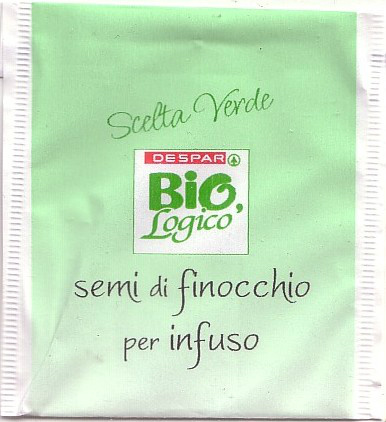 Scelta Verde
DESPAR
Bio,
Logico
semi di finocchio
per infuso